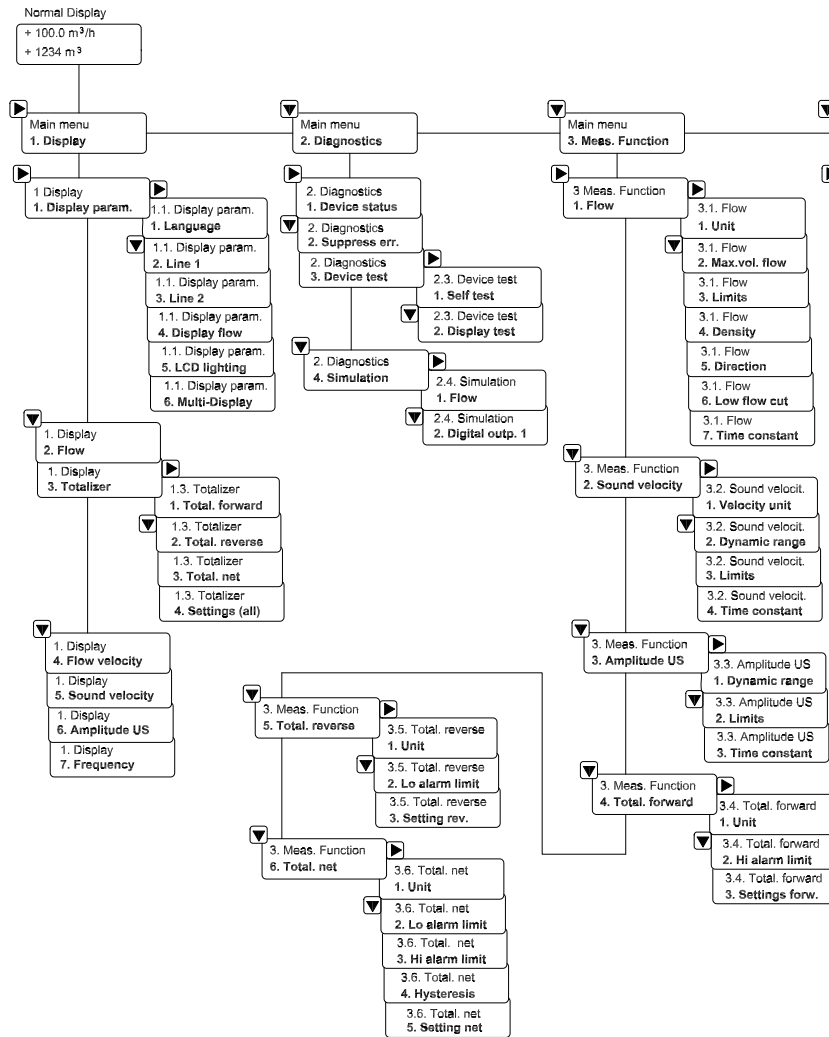 Normal Display
+ 100.0 m³/h
+ 1234 m³
Main menu
1. Display
1 Display
1. Display param.
1.1. Display param.
1. Language
1.1. Display param.
2. Line 1
1.1. Display param.
3. Line 2
1.1. Display param.
4. Display flow
1.1. Display param.
5. LCD lighting
1.1. Display param.
6. Multi-Display
1. Display
2. Flow
1. Display
3. Totalizer
1.3. Totalizer
1. Total. forward
1.3. Totalizer
2. Total. reverse
1.3. Totalizer
3. Total. net
1.3. Totalizer
4. Settings (all)
1. Display
4. Flow velocity
1. Display
5. Sound velocity
1. Display
6. Amplitude US
1. Display
7. Frequency
Main menu
2. Diagnostics
2. Diagnostics
1. Device status
2. Diagnostics
2. Suppress err.
2. Diagnostics
3. Device test
2.3. Device test
1. Self test
2.3. Device test
2. Display test
2. Diagnostics
4. Simulation
2.4. Simulation
1. Flow
2.4. Simulation
2. Digital outp. 1
Main menu
3. Meas. Function
3 Meas. Function
1. Flow
3.1. Flow
1. Unit
3.1. Flow
2. Max.vol. flow
3.1. Flow
3. Limits
3.1. Flow
4. Density
3.1. Flow
5. Direction
3.1. Flow
6. Low flow cut
3.1. Flow
7. Time constant
3. Meas. Function
2. Sound velocity
3.2. Sound velocit.
1. Velocity unit
3.2. Sound velocit.
2. Dynamic range
3.2. Sound velocit.
3. Limits
3.2. Sound velocit.
4. Time constant
3. Meas. Function
3. Amplitude US
3.3. Amplitude US
1. Dynamic range
3.3. Amplitude US
2. Limits
3.3. Amplitude US
3. Time constant
3. Meas. Function
4. Total. forward
3.4. Total. forward
1. Unit
3.4. Total. forward
2. Hi alarm limit
3.4. Total. forward
3. Settings forw.
3. Meas. Function
5. Total. reverse
3.5. Total. reverse
1. Unit
3.5. Total. reverse
2. Lo alarm limit
3.5. Total. reverse
3. Setting rev.
3. Meas. Function
6. Total. net
3.6. Total. net
1. Unit
3.6. Total. net
2. Lo alarm limit
3.6. Total. net
3. Hi alarm limit
3.6. Total. net
4. Hysteresis
3.6. Total. net
5. Setting net